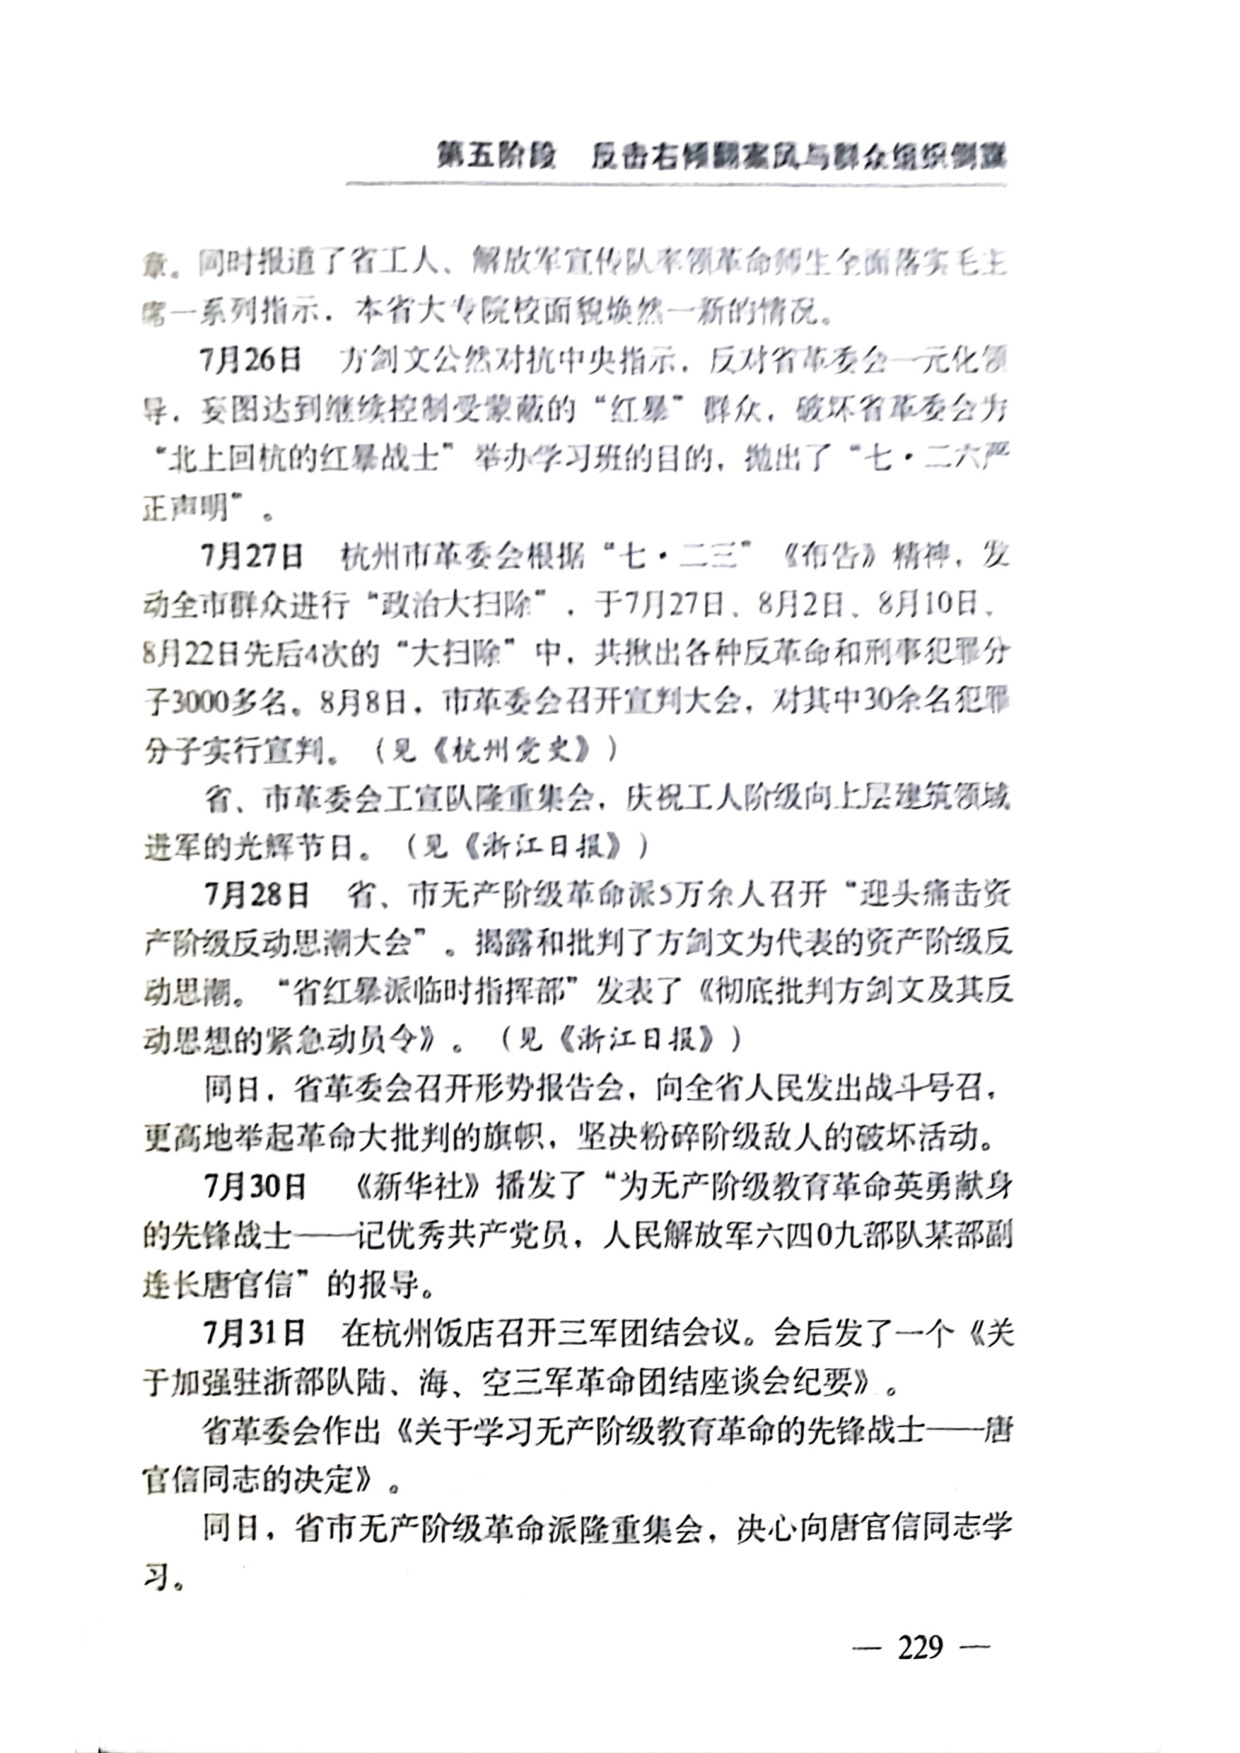 第五阶段 反击右倾翻案风与群众组织倒旗
章。同时报道了省工人、解放军宣传队率领革命师生全面落实毛主
席一系列指示，本省大专院校面貌焕然一新的情况。
7月26日 方剑文公然对抗中央指示，反对省革委会一元化领
导，妄图达到继续控制受蒙蔽的“红暴”群众，破坏省革委会为
“北上回杭的红暴战士”举办学习班的目的，抛出了“七·二六严
正声明”。
7月27日 杭州市革委会根据“七·二三”《布告》精神，发
动全市群众进行“政治大扫除”，于7月27日、8月2日、8月10日、
8月22日先后4次的“大扫除”中，共揪出各种反革命和刑事犯罪分
子3000多名。8月8日，市革委会召开宣判大会，对其中30余名犯罪
分子实行宣判。（见《杭州党史》）
省、市革委会工宣队隆重集会，庆祝工人阶级向上层建筑领域
进军的光辉节日。（见《浙江日报》）
7月28日 省、市无产阶级革命派5万余人召开“迎头痛击资
产阶级反动思潮大会”。揭露和批判了方剑文为代表的资产阶级反
动思潮。“省红暴派临时指挥部”发表了《彻底批判方剑文及其反
动思想的紧急动员令》。（见《浙江日报》）
同日，省革委会召开形势报告会，向全省人民发出战斗号召，
更高地举起革命大批判的旗帜，坚决粉碎阶级敌人的破坏活动。
7月30日 《新华社》播发了“为无产阶级教育革命英勇献身
的先锋战士——记优秀共产党员，人民解放军六四0九部队某部副
连长唐官信”的报导。
7月31日 在杭州饭店召开三军团结会议。会后发了一个《关
于加强驻浙部队陆、海、空三军革命团结座谈会纪要》。
省革委会作出《关于学习无产阶级教育革命的先锋战士——唐
官信同志的决定》。
同日，省市无产阶级革命派隆重集会，决心向唐官信同志学
习。
— 229 —